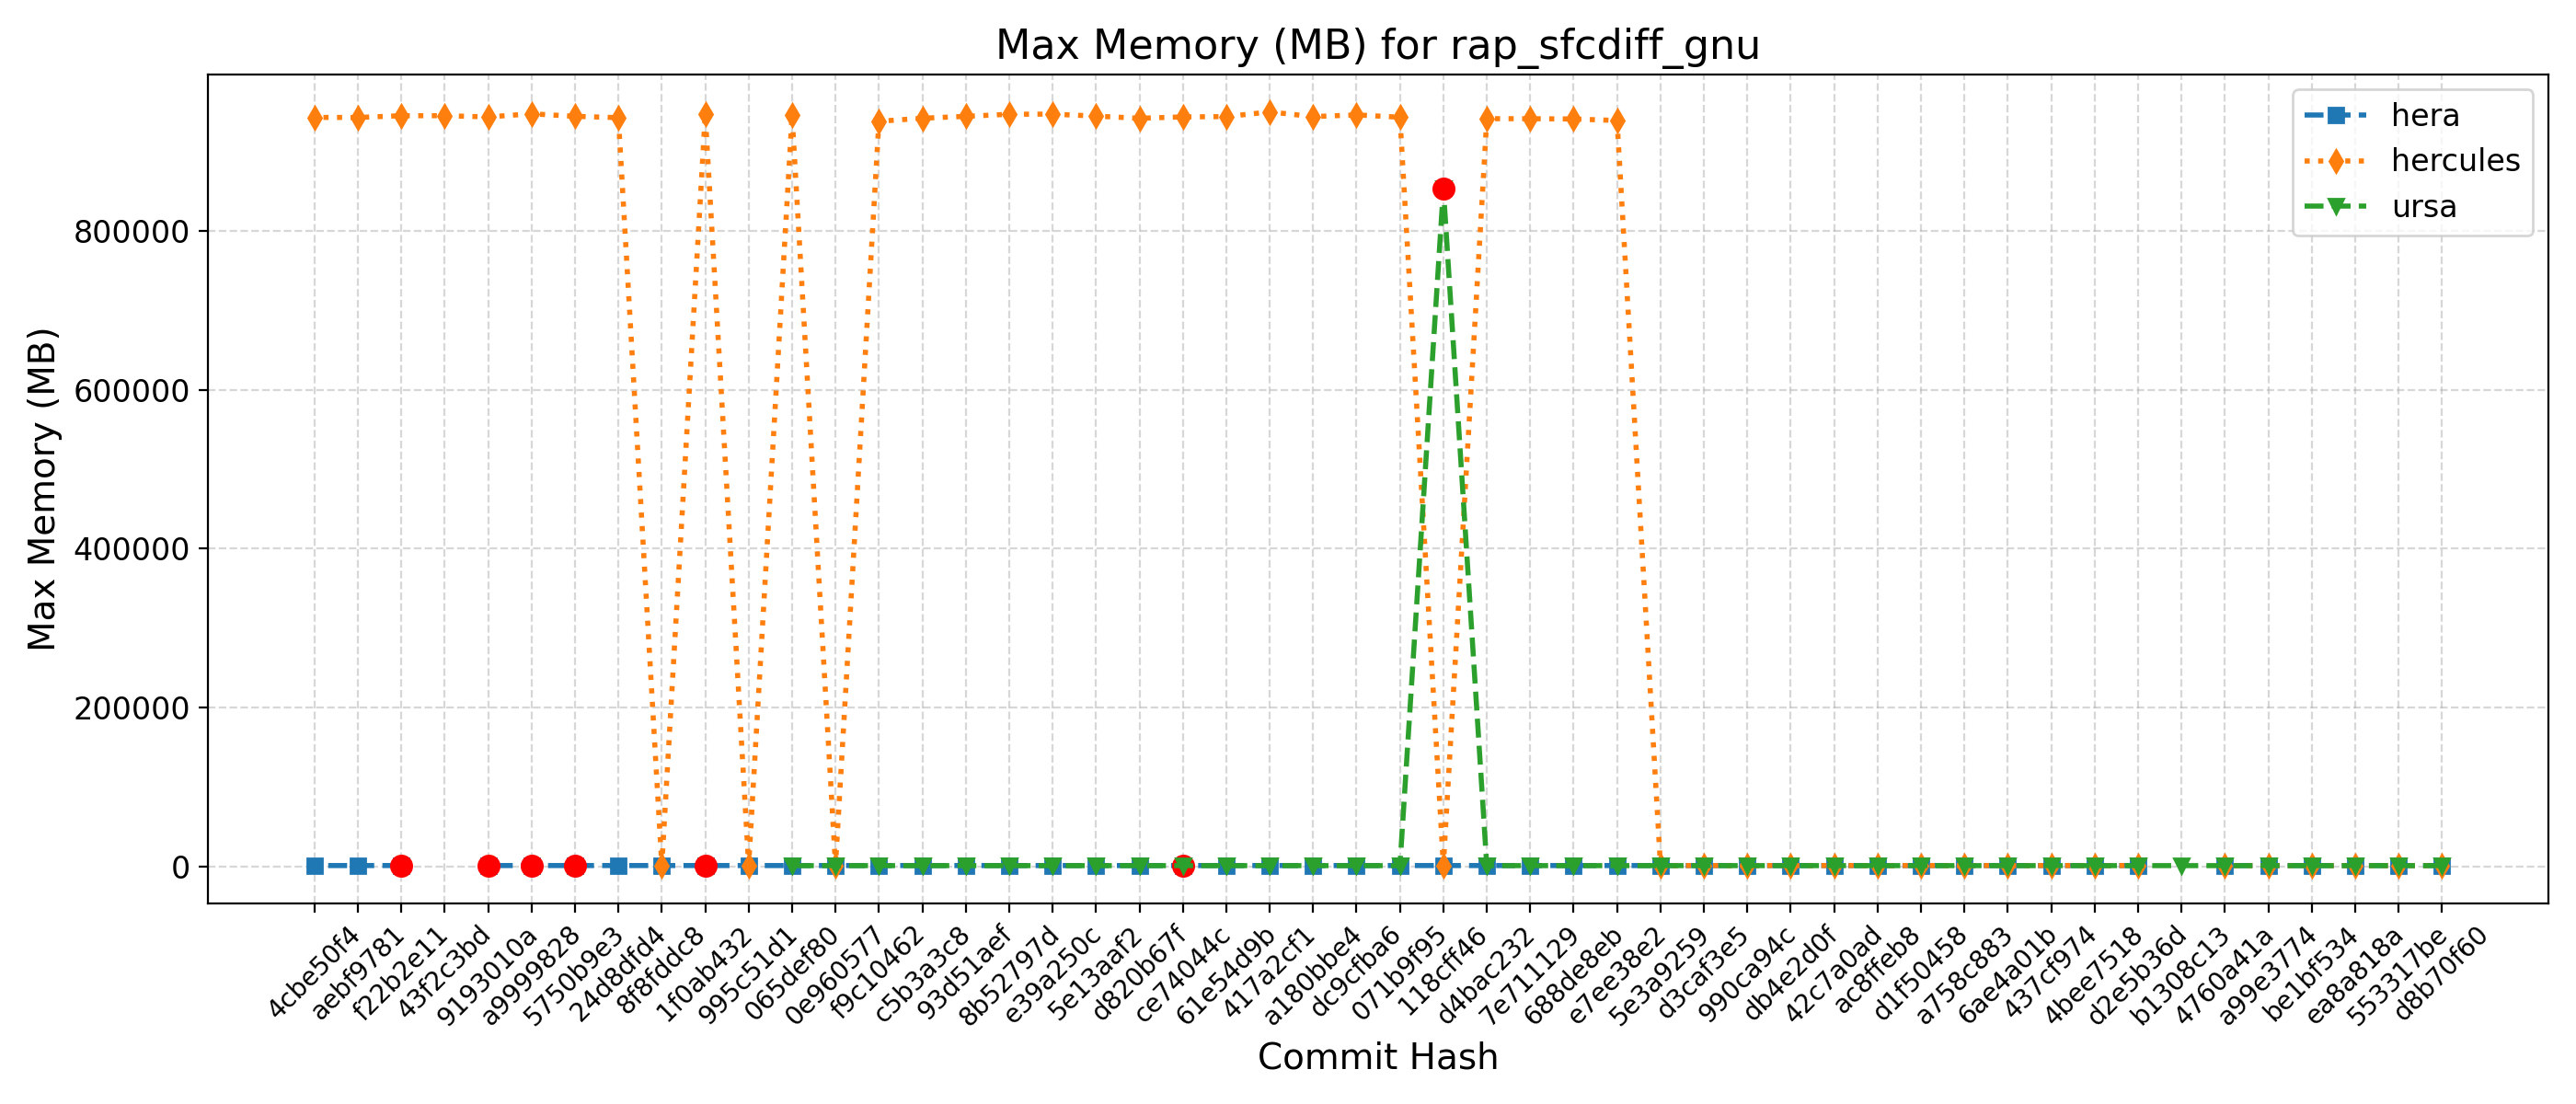 Max Memory (MB) for rap_sfcdiff_gnu
hera
hercules
ursa
Max Memory (MB)
800000
600000
400000
200000
0
4cbe50f4
aebf9781
f22b2e11
43f2c3bd
9193010a
a9999828
5750b9e3
24d8dfd4
8f8fddc8
1f0ab432
995c51d1
065def80
0e960577
f9c10462
c5b3a3c8
93d51aef
8b52797d
e39a250c
5e13aaf2
d820b67f
ce74044c
61e54d9b
417a2cf1
a180bbe4
dc9cfba6
071b9f95
118cff46
d4bac232
7e711129
688de8eb
e7ee38e2
5e3a9259
d3caf3e5
990ca94c
db4e2d0f
42c7a0ad
ac8ffeb8
d1f50458
a758c883
6ae4a01b
437cf974
4bee7518
d2e5b36d
b1308c13
4760a41a
a99e3774
be1bf534
ea8a818a
553317be
d8b70f60
Commit Hash